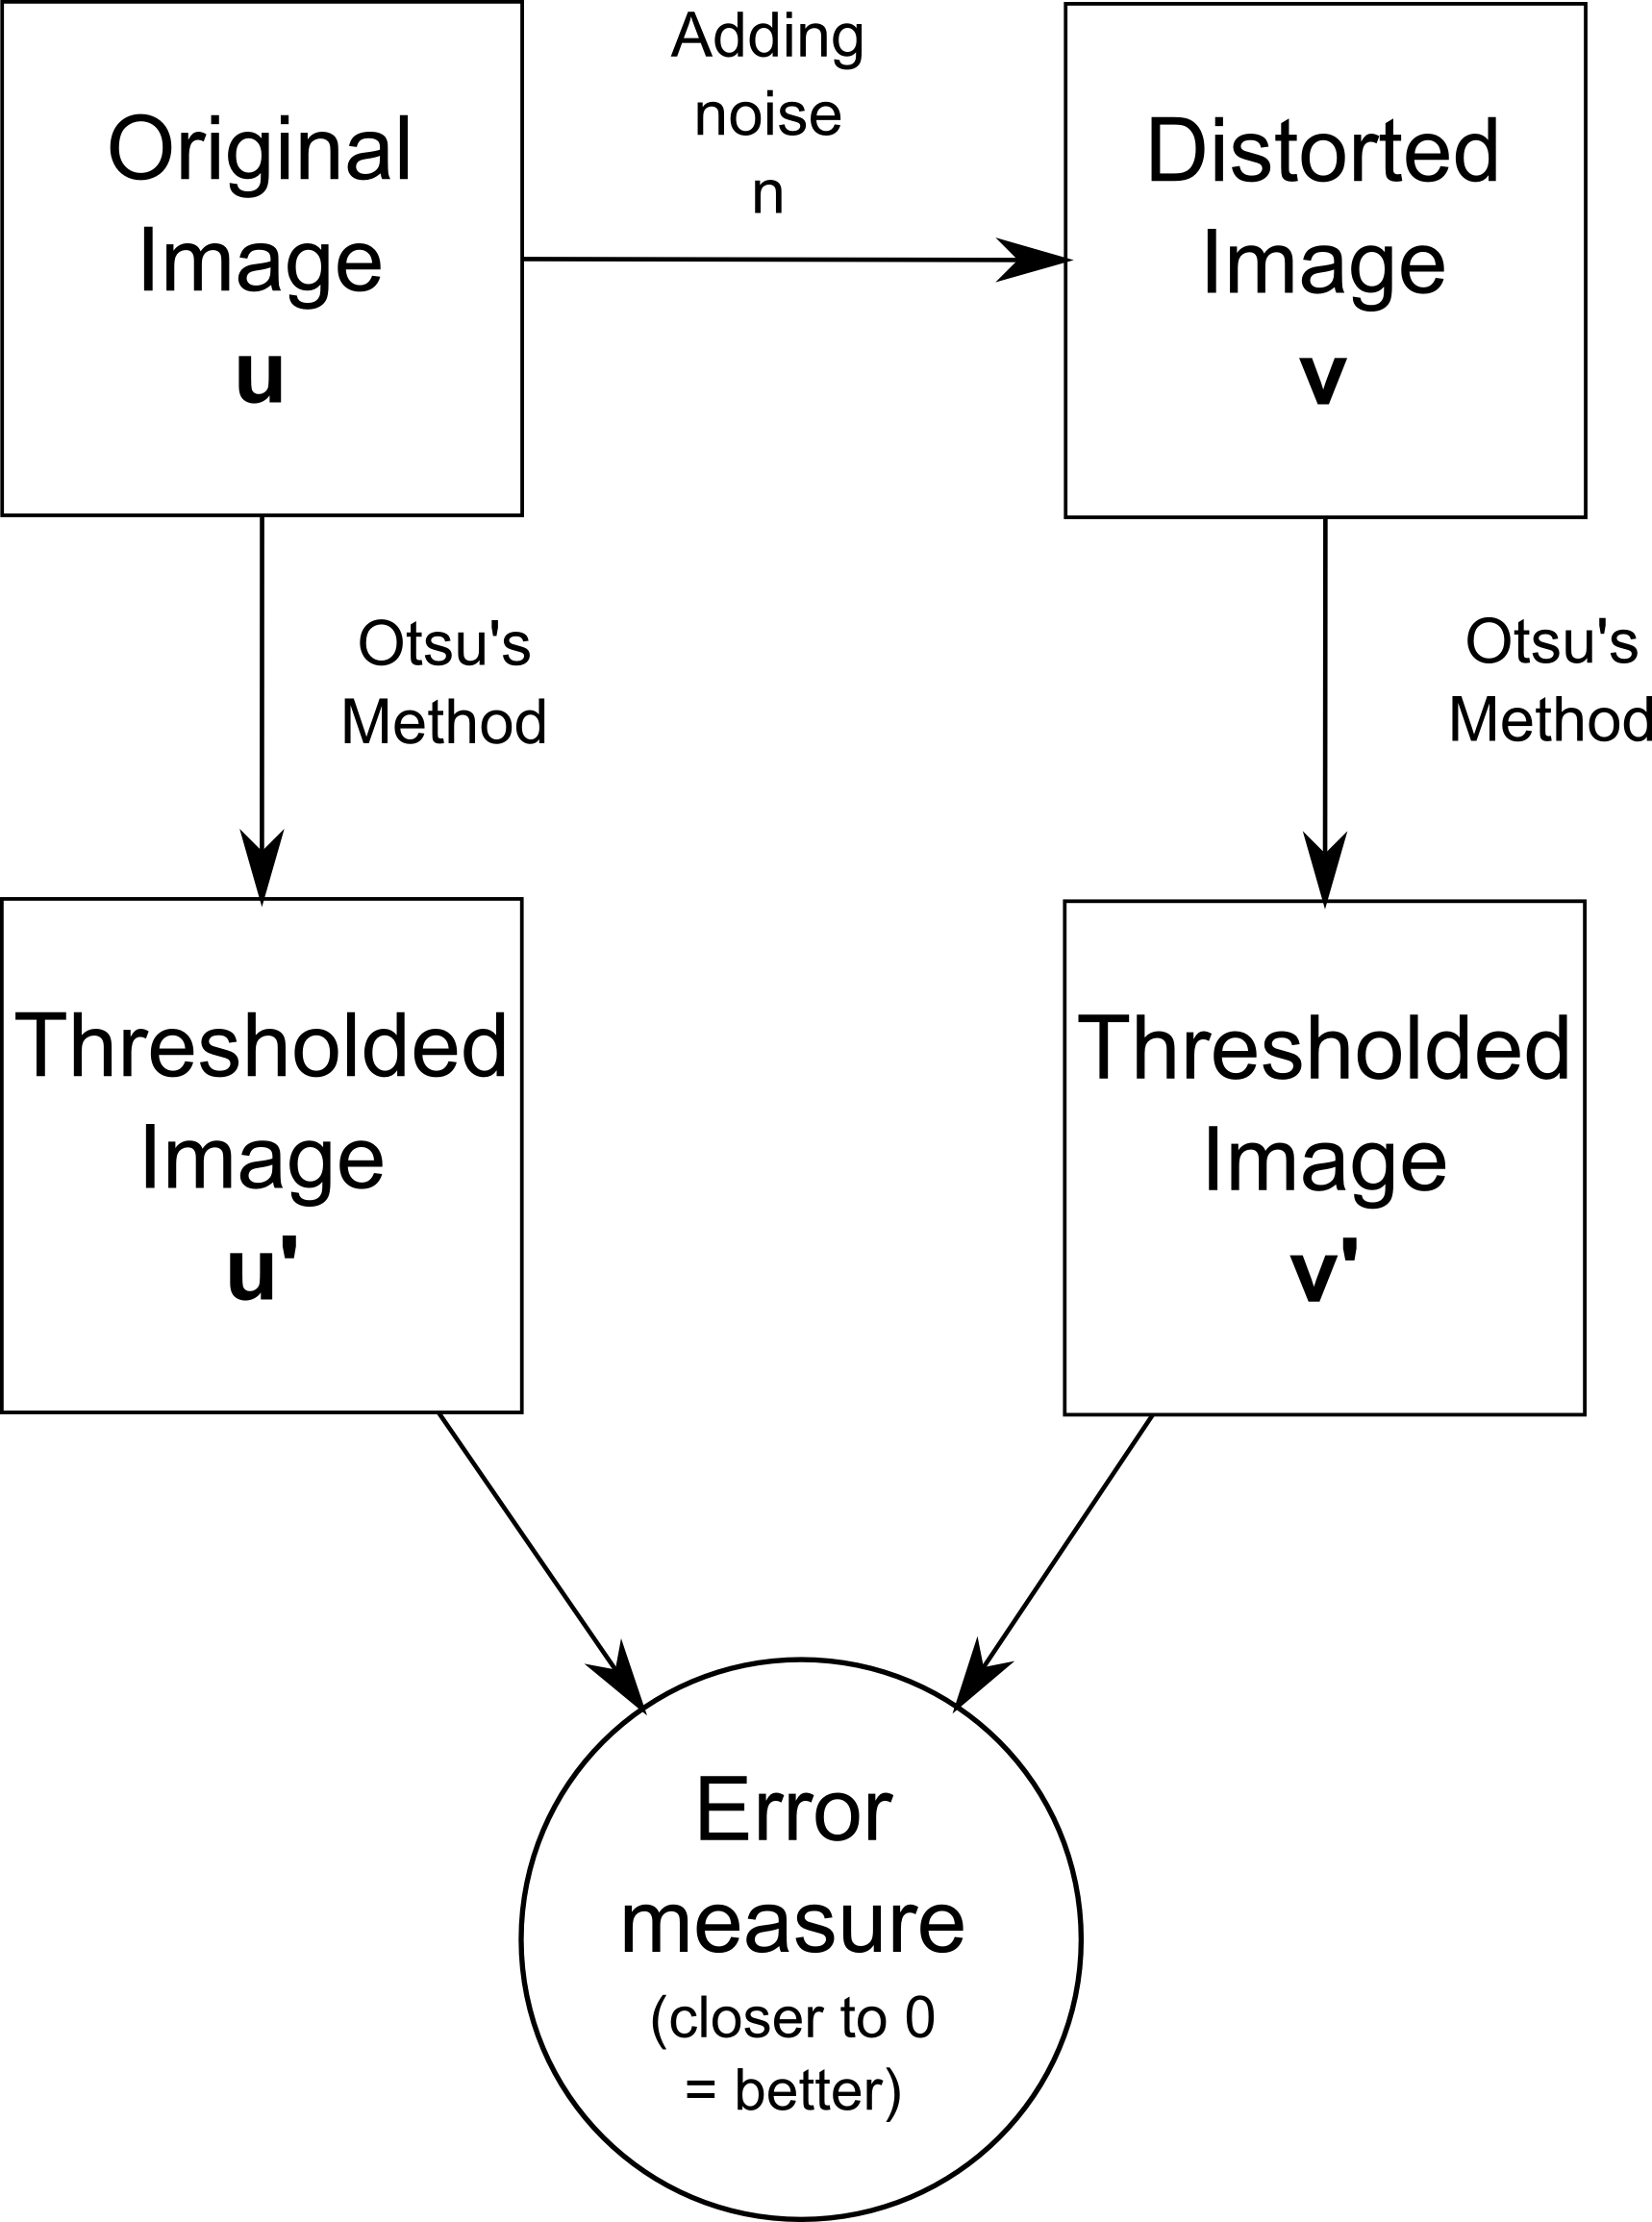 Original
Image
u
Adding
noise
n
Distorted
Image
v
Otsu's
Method
Otsu's
Method
Thresholded
Image
u'
Thresholded
Image
v'
Error
measure
(closer to 0
= better)